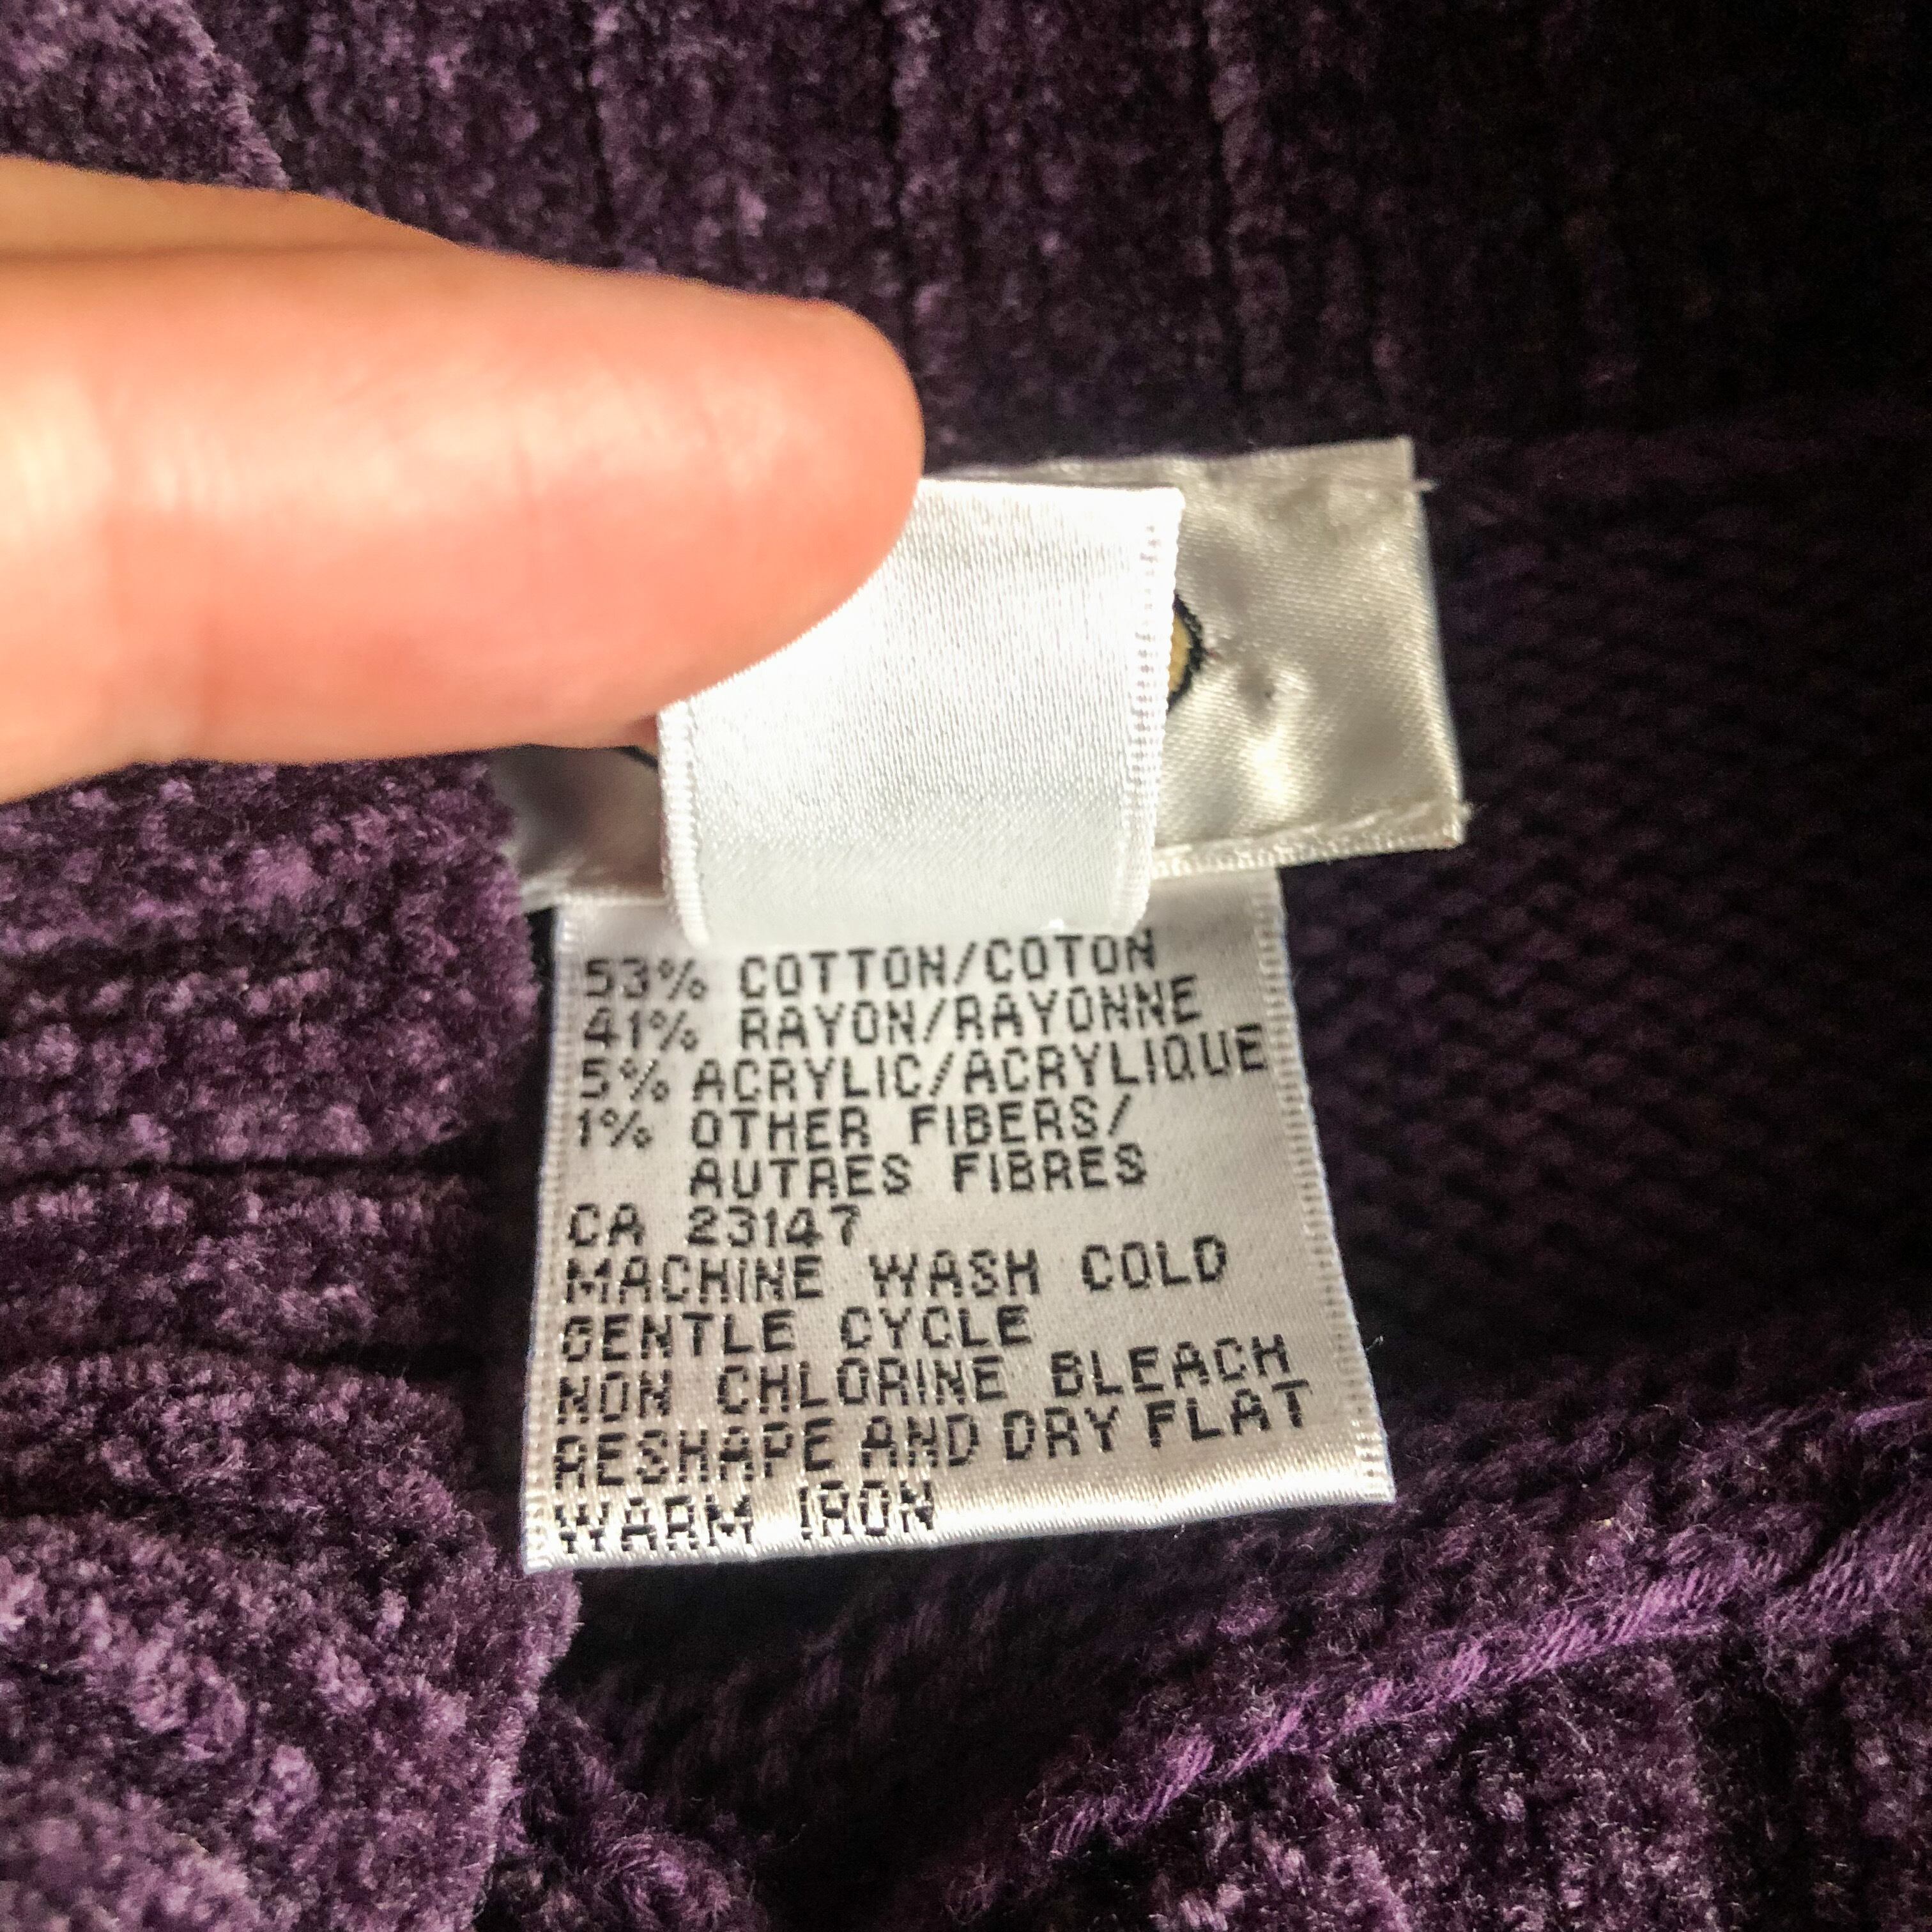 53% COTTON/COTON
41% RAYON/RAYONNE
5% ACRYLIC/ACRYLIQUE
1% OTHER FIBERS/
AUTRES FIBRES
CA 23147
MACHINE WASH COLD
GENTLE CYCLE
NON CHLORINE BLEACH
RESHAPE AND DRY FLAT
WARM IRON